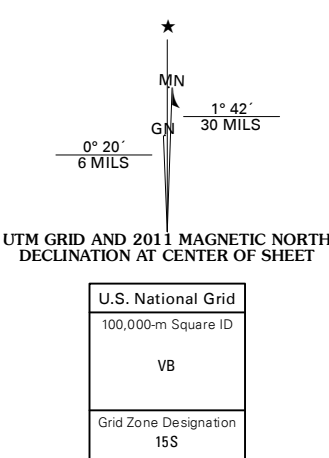 ★
MN
1° 42´
30 MILS
GN
0° 20´
6 MILS
UTM GRID AND 2011 MAGNETIC NORTH
DECLINATION AT CENTER OF SHEET
U.S. National Grid
100,000-m Square ID
VB
Grid Zone Designation
15S